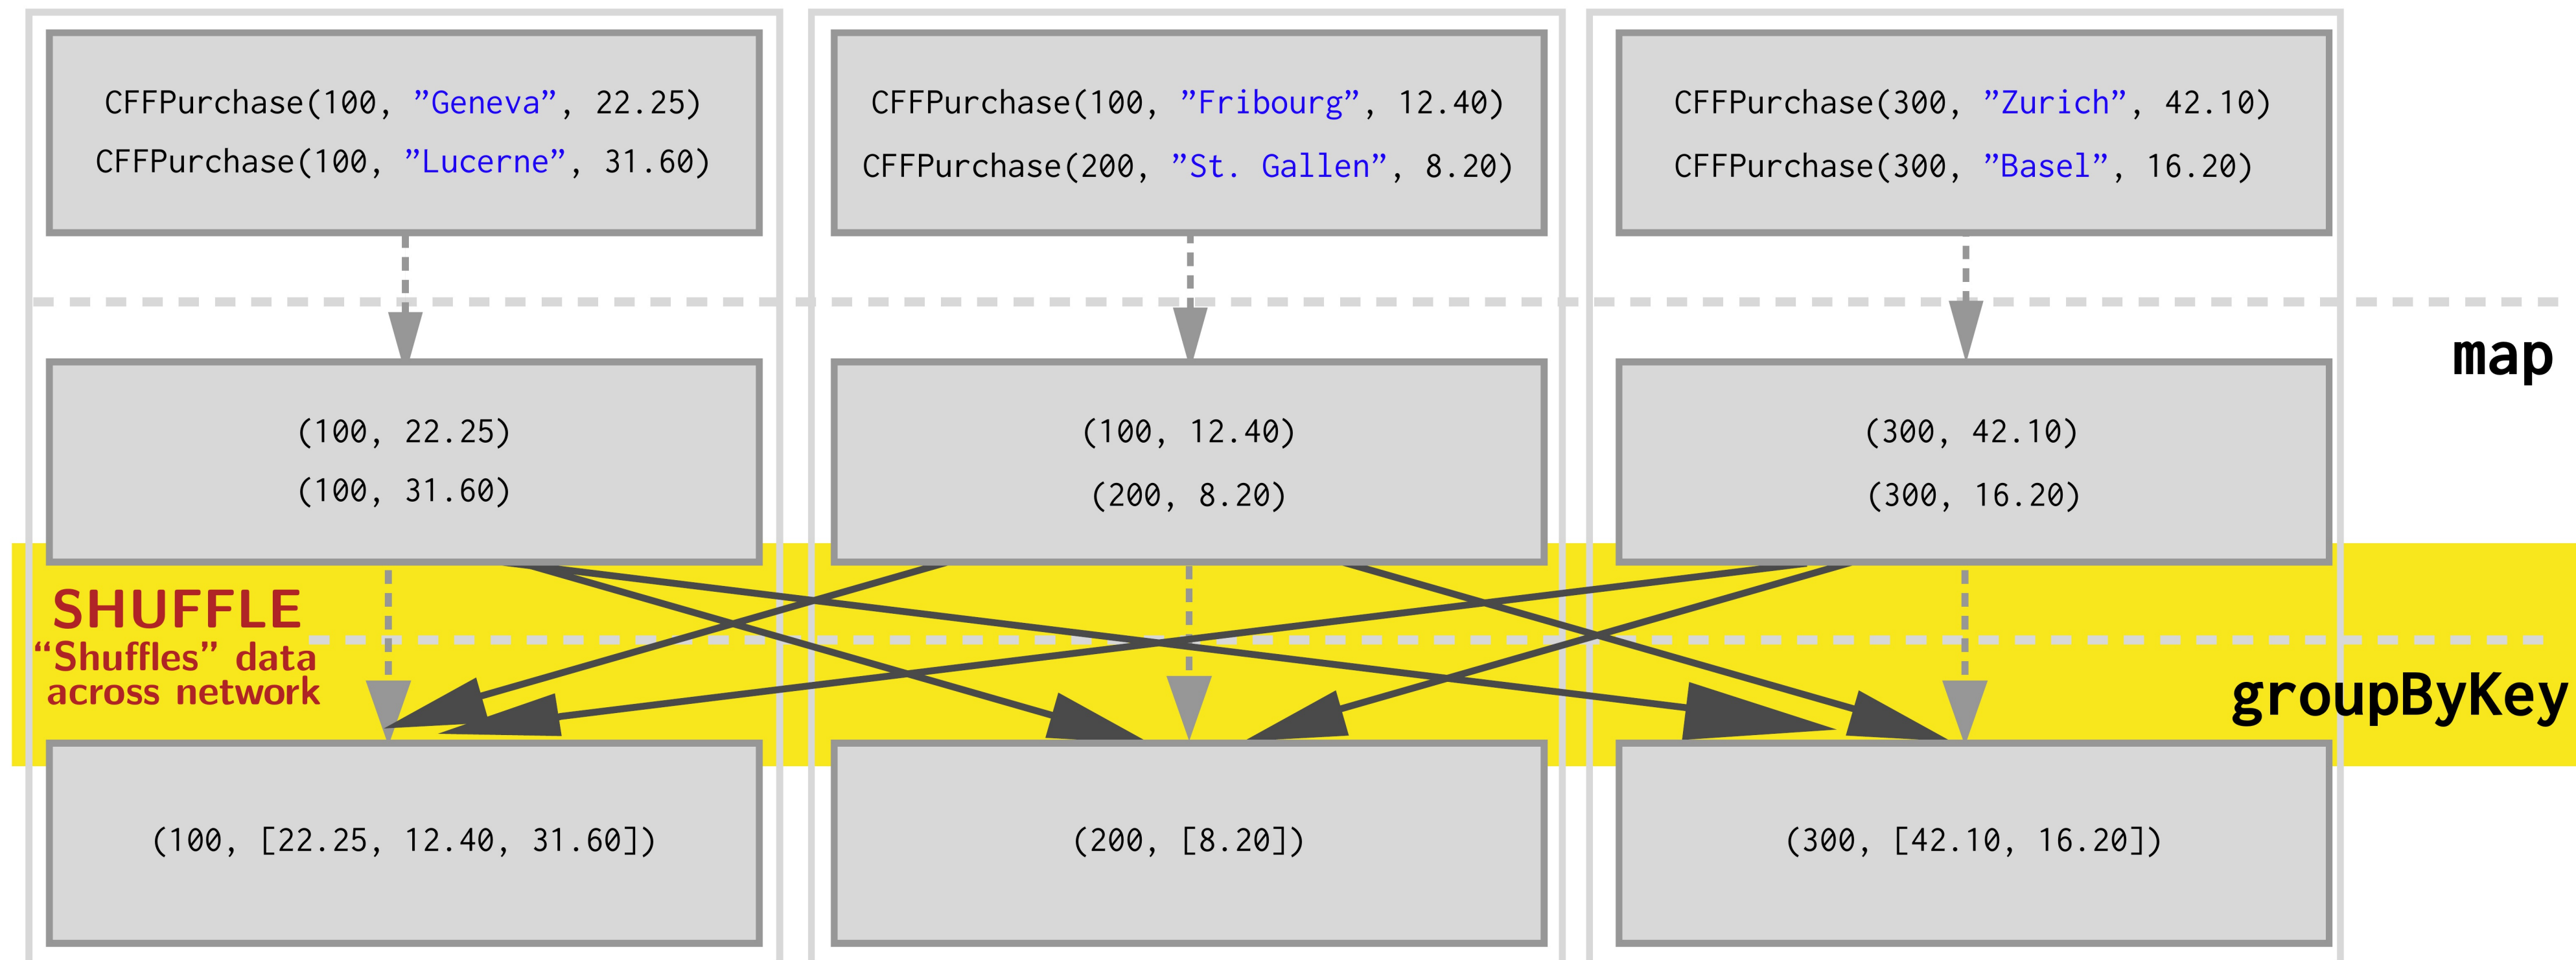 CFFPurchase(100, ”Geneva”, 22.25)
CFFPurchase(100, ”Lucerne”, 31.60)
CFFPurchase(100, ”Fribourg”, 12.40)
CFFPurchase(200, ”St. Gallen”, 8.20)
CFFPurchase(300, ”Zurich”, 42.10)
CFFPurchase(300, ”Basel”, 16.20)
map
(100, 22.25)
(100, 31.60)
(100, 12.40)
(200, 8.20)
(300, 42.10)
(300, 16.20)
SHUFFLE
“Shuffles” data
across network
groupByKey
(100, [22.25, 12.40, 31.60])
(200, [8.20])
(300, [42.10, 16.20])